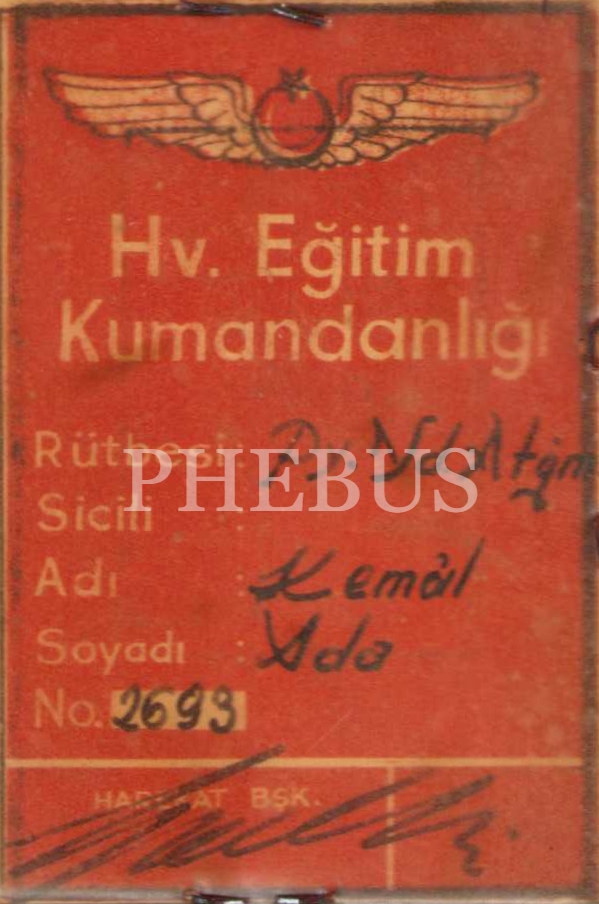 Hv. Eğitim
Kumandanlığı
Rütbesi :
Sicili :
Adı : Kemâl
Soyadı : Ada
No. 2693
HAREKAT BŞK.
PHEBUS